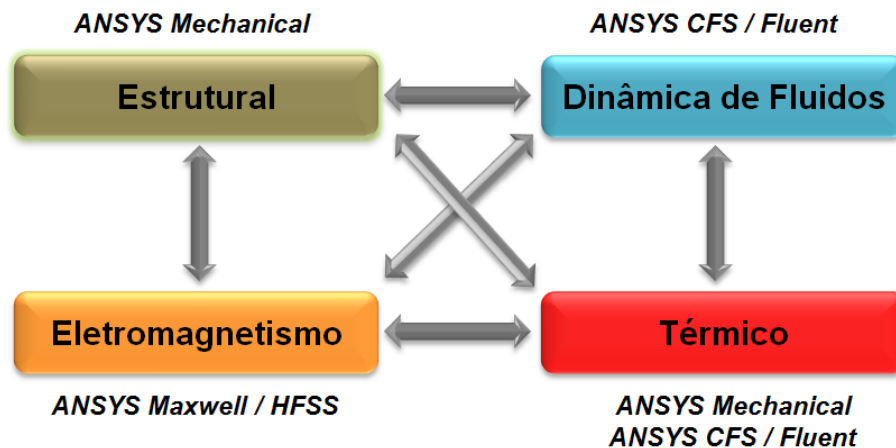 ANSYS Mechanical
ANSYS CFS / Fluent
Estrutural
Dinâmica de Fluidos
Eletromagnetismo
Térmico
ANSYS Maxwell / HFSS
ANSYS Mechanical
ANSYS CFS / Fluent